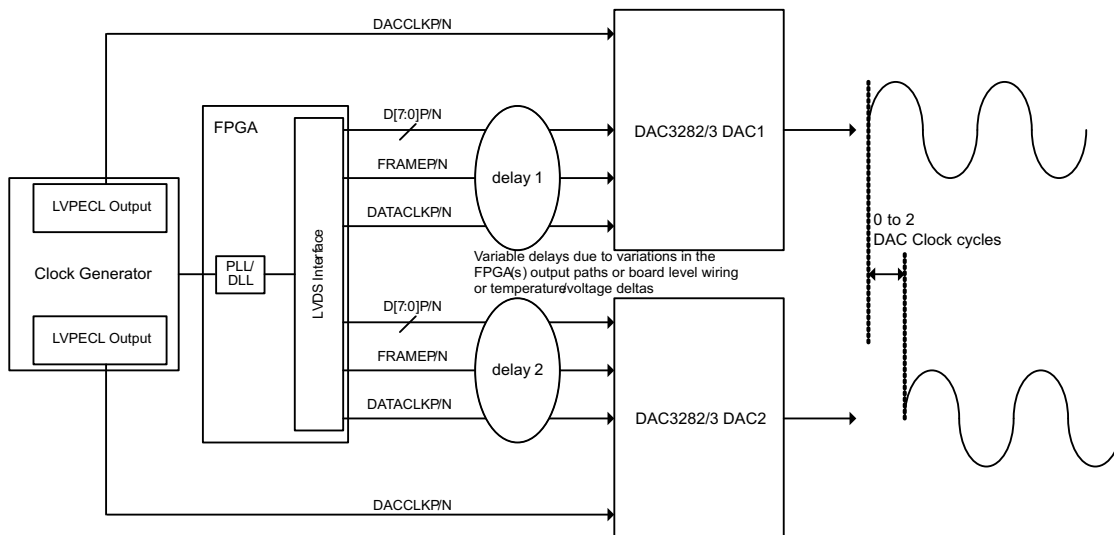 DACCLKP/N
FPGA
D[7:0]P/N
FRAMEP/N
DATACLKP/N
delay 1
DAC3282/3 DAC1
LVPECL Output
Clock Generator
LVPECL Output
PLL/
DLL
LVDS Interface
Variable delays due to variations in the
FPGA(s) output paths or board level wiring
or temperature/voltage deltas
0 to 2
DAC Clock cycles
D[7:0]P/N
FRAMEP/N
DATACLKP/N
delay 2
DAC3282/3 DAC2
DACCLKP/N